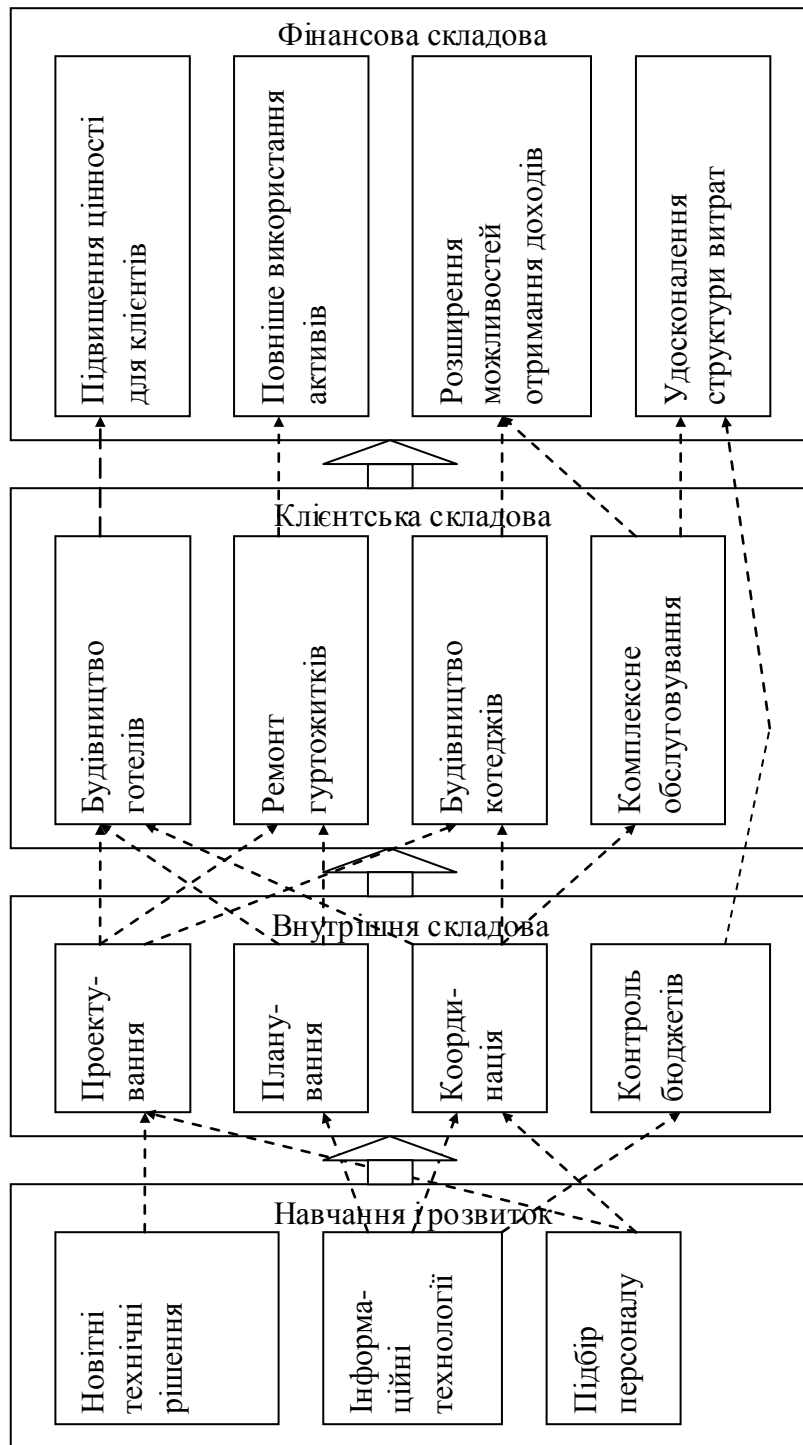 Фінансова складова
Підвищення цінності
для клієнтів
Повніше використання
активів
Розширення
можливостей
отримання доходів
Удосконалення
структури витрат
Клієнтська складова
Будівництво
готелів
Ремонт
гуртожитків
Будівництво
котеджів
Комплексне
обслуговування
Внутрішня складова
Проекту-
вання
Плану-
вання
Коорди-
нація
Контроль
бюджетів
Навчання і розвиток
Новітні
технічні
рішення
Інформа-
ційні
технології
Підбір
персоналу